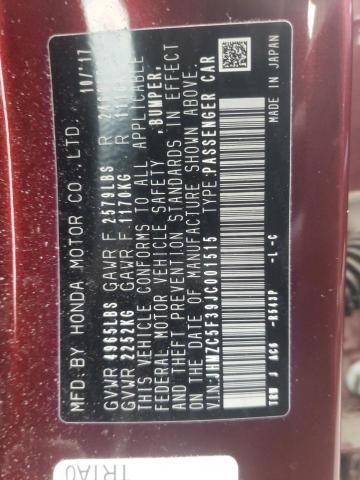 MFD. BY HONDA MOTOR CO., LTD. 10/'17
GVWR 4965LBS GAWR F 2579LBS R
GVWR 2252KG GAWR F 1170KG R
THIS VEHICLE CONFORMS TO ALL APPLICABLE
FEDERAL MOTOR VEHICLE SAFETY ,BUMPER,
AND THEFT PREVENTION STANDARDS IN EFFECT
ON THE DATE OF MANUFACTURE SHOWN ABOVE.
V.I.N: JHMZC5F39JC001515 TYPE:PASSENGER CAR
-R543P -L -C
MADE IN JAPAN
TRIA0